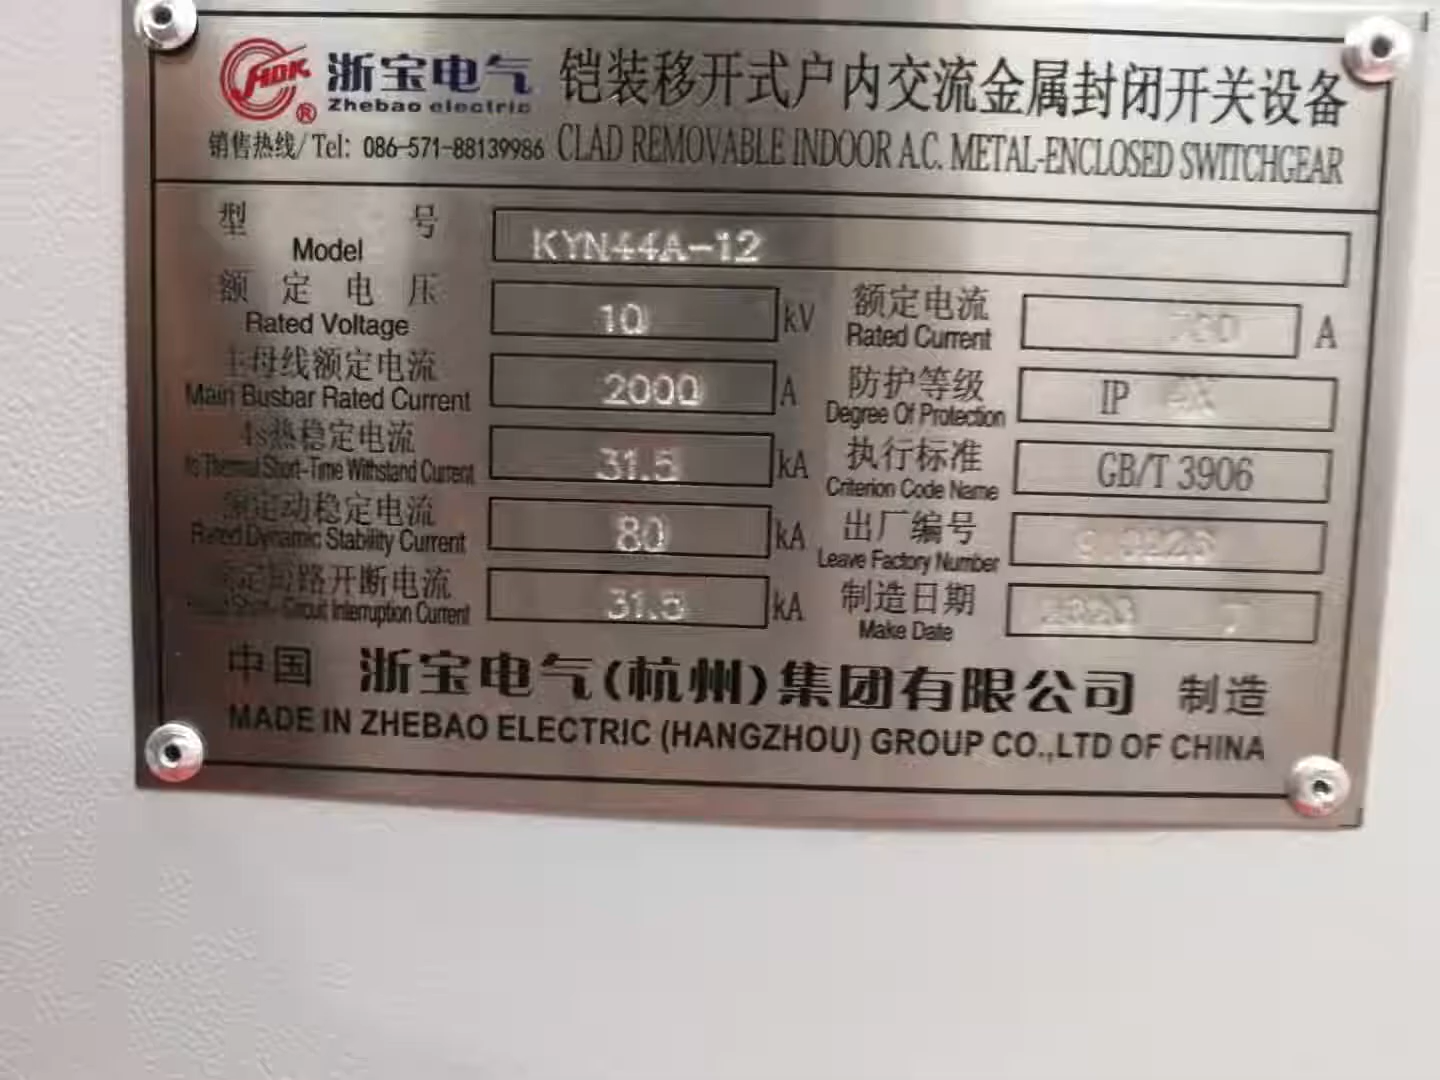 HDK ® 浙宝电气 铠装移开式户内交流金属封闭开关设备
Zhebao electric
销售热线/Tel: 086-571-88139986 CLAD REMOVABLE INDOOR A.C. METAL-ENCLOSED SWITCHGEAR
型号 KYN44A-12
Model
额定电压 10 kV 额定电流 A
Rated Voltage Rated Current
主母线额定电流 2000 A 防护等级 IP
Main Busbar Rated Current Degree Of Protection
4s热稳定电流 31.5 kA 执行标准 GB/T 3906
4s Thermal Short-Time Withstand Current Criterion Code Name
额定动稳定电流 80 kA 出厂编号
Rated Dynamic Stability Current Leave Factory Number
额定短路开断电流 31.5 kA 制造日期 7
Short-Circuit Interruption Current Make Date
中国 浙宝电气(杭州)集团有限公司 制造
MADE IN ZHEBAO ELECTRIC (HANGZHOU) GROUP CO.,LTD OF CHINA